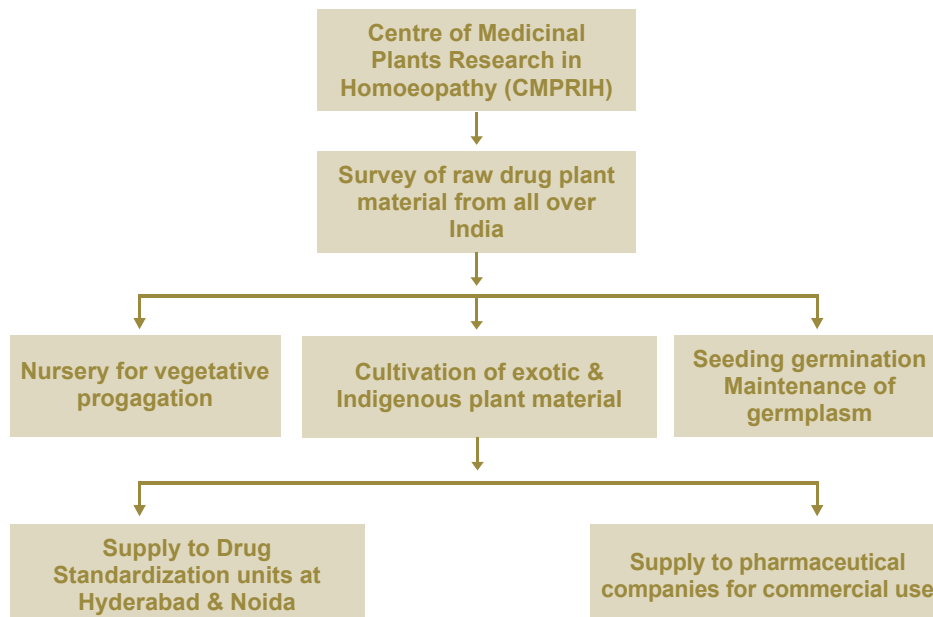 Centre of Medicinal
Plants Research in
Homoeopathy (CMPRIH)
Survey of raw drug plant
material from all over
India
Nursery for vegetative
progagation
Cultivation of exotic &
Indigenous plant material
Seeding germination
Maintenance of
germplasm
Supply to Drug
Standardization units at
Hyderabad & Noida
Supply to pharmaceutical
companies for commercial use